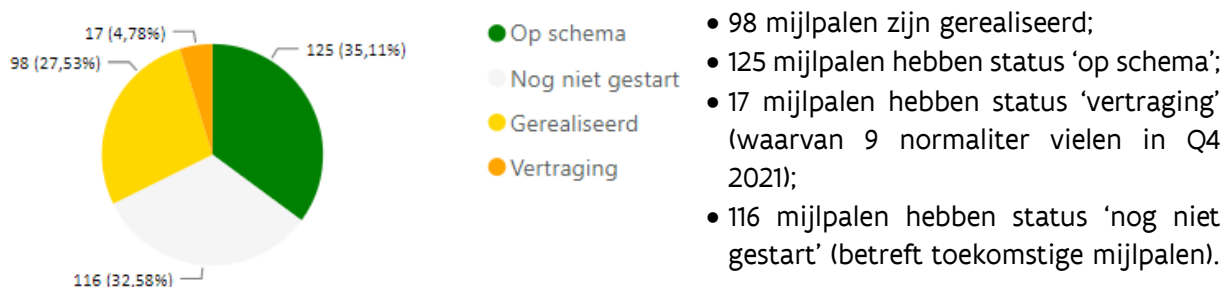 17 (4,78%)
125 (35,11%)
98 (27,53%)
116 (32,58%)
Op schema
Nog niet gestart
Gerealiseerd
Vertraging
• 98 mijlpalen zijn gerealiseerd;
• 125 mijlpalen hebben status ‘op schema’;
• 17 mijlpalen hebben status ‘vertraging’
(waarvan 9 normaliter vielen in Q4
2021);
• 116 mijlpalen hebben status ‘nog niet
gestart’ (betreft toekomstige mijlpalen).